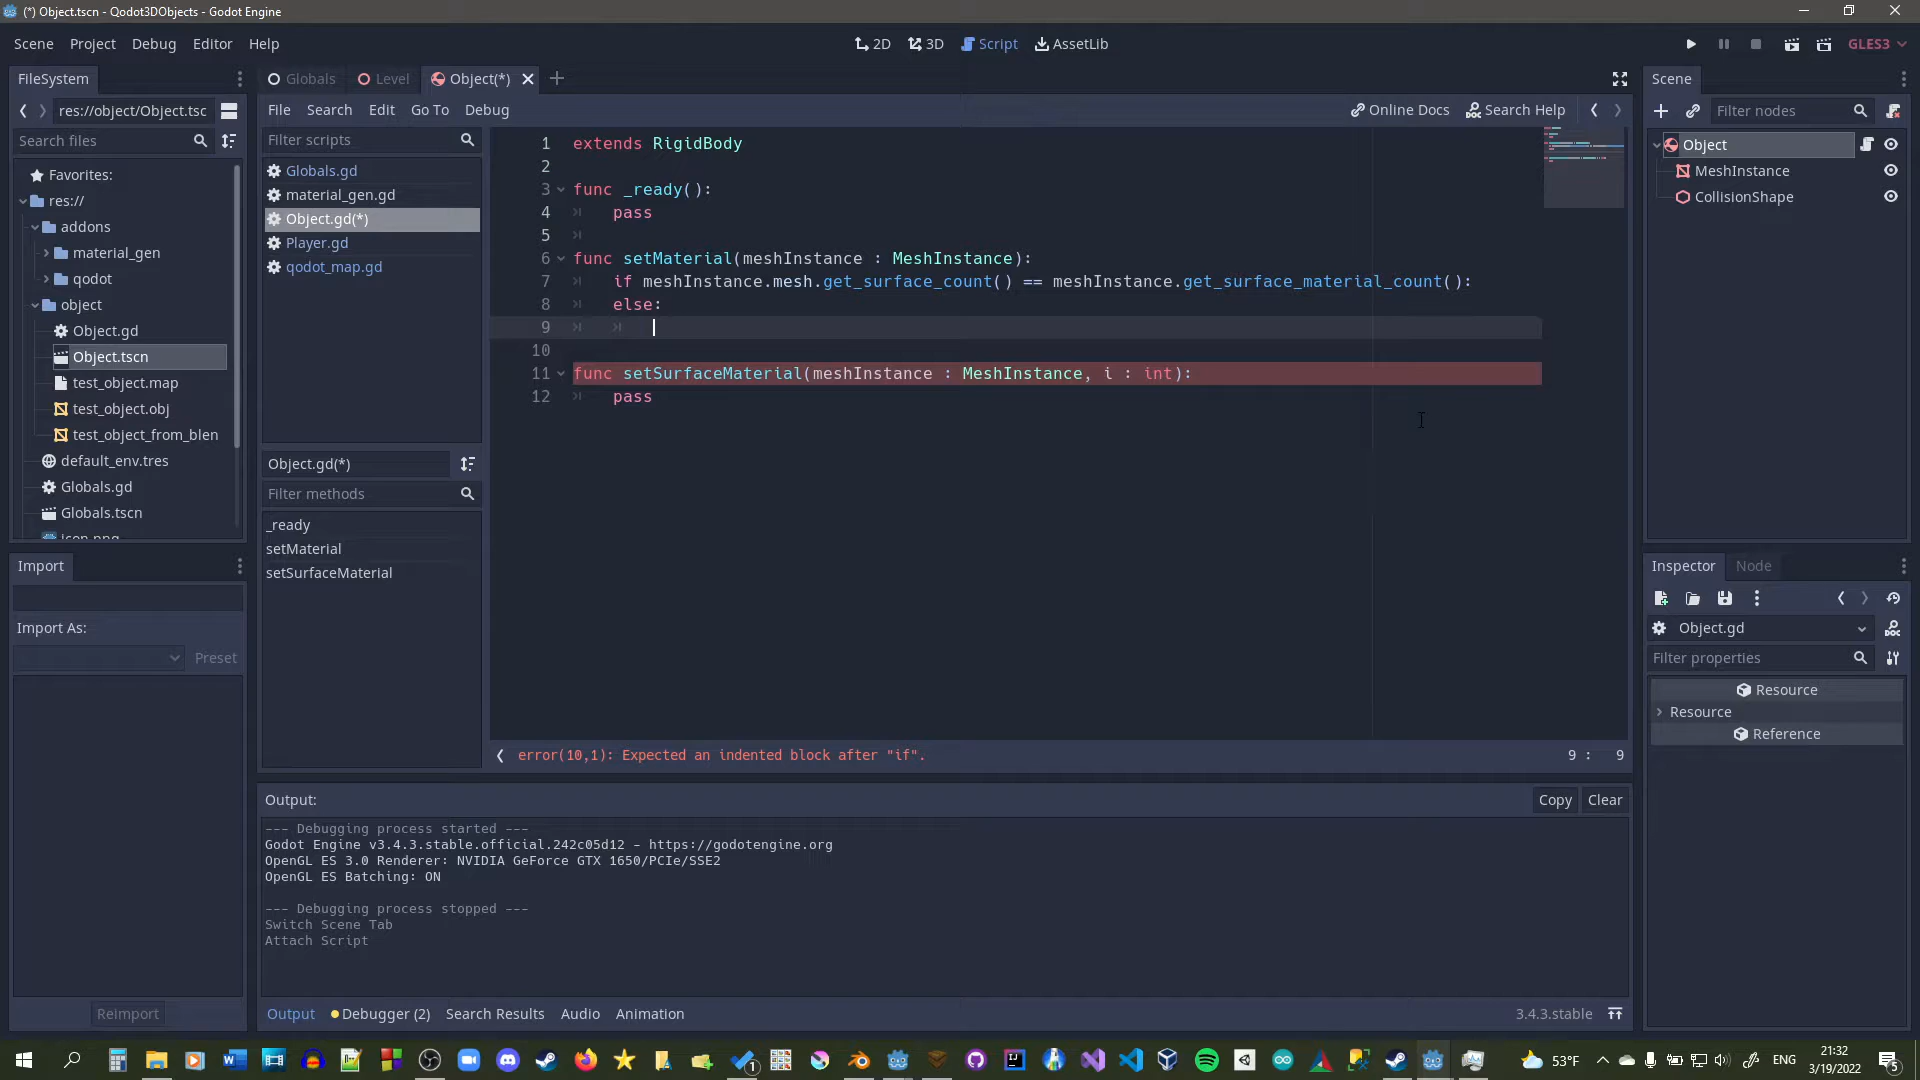 (*) Object.tscn - Qodot3DObjects - Godot Engine
Scene Project Debug Editor Help
2D 3D Script AssetLib
GLES3
FileSystem
res://object/Object.tsc
Search files
Favorites:
res://
addons
material_gen
qodot
object
Object.gd
Object.tscn
test_object.map
test_object.obj
test_object_from_blen
default_env.tres
Globals.gd
Globals.tscn
icon.png
Import
Import As:
Preset
Reimport
Globals Level Object(*)
File Search Edit Go To Debug
Online Docs Search Help
Filter scripts
Globals.gd
material_gen.gd
Object.gd(*)
Player.gd
qodot_map.gd
Object.gd(*)
Filter methods
_ready
setMaterial
setSurfaceMaterial
1 extends RigidBody
2
3 func _ready():
4 pass
5
6 func setMaterial(meshInstance : MeshInstance):
7 if meshInstance.mesh.get_surface_count() == meshInstance.get_surface_material_count():
8 else:
9
10
11 func setSurfaceMaterial(meshInstance : MeshInstance, i : int):
12 pass
error(10,1): Expected an indented block after "if".
9 : 9
Output:
Copy Clear
--- Debugging process started ---
Godot Engine v3.4.3.stable.official.242c05d12 - https://godotengine.org
OpenGL ES 3.0 Renderer: NVIDIA GeForce GTX 1650/PCIe/SSE2
OpenGL ES Batching: ON
--- Debugging process stopped ---
Switch Scene Tab
Attach Script
Output Debugger (2) Search Results Audio Animation
3.4.3.stable
Scene
Filter nodes
Object
MeshInstance
CollisionShape
Inspector Node
Object.gd
Filter properties
Resource
Resource
Reference
53°F
ENG
21:32
3/19/2022
5
1